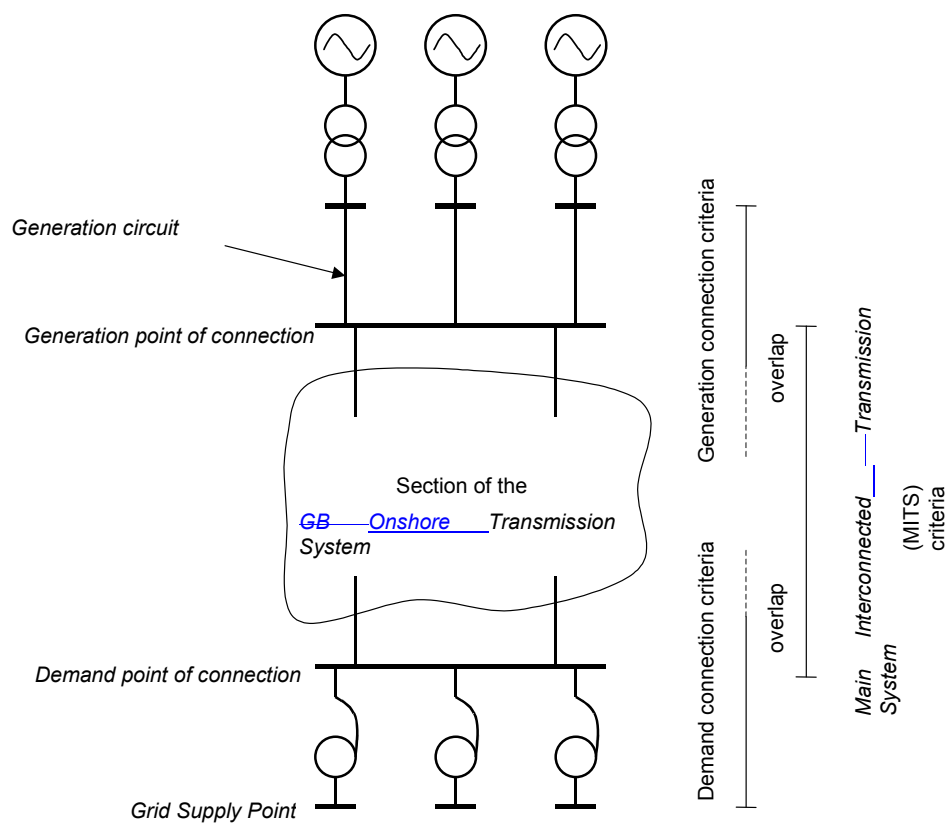 Generation circuit
Generation point of connection
Section of the
GB Onshore Transmission
System
Demand point of connection
Grid Supply Point
Generation connection criteria
overlap
Demand connection criteria
overlap
Main Interconnected Transmission
System
(MITS)
criteria